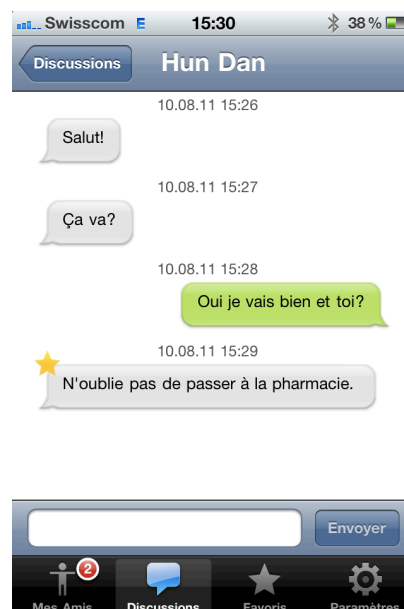 Swisscom E 15:30 38 %
Discussions Hun Dan
10.08.11 15:26
Salut!
10.08.11 15:27
Ça va?
10.08.11 15:28
Oui je vais bien et toi?
10.08.11 15:29
N'oublie pas de passer à la pharmacie.
Envoyer
2
Mes Amis Discussions Favoris Paramètres